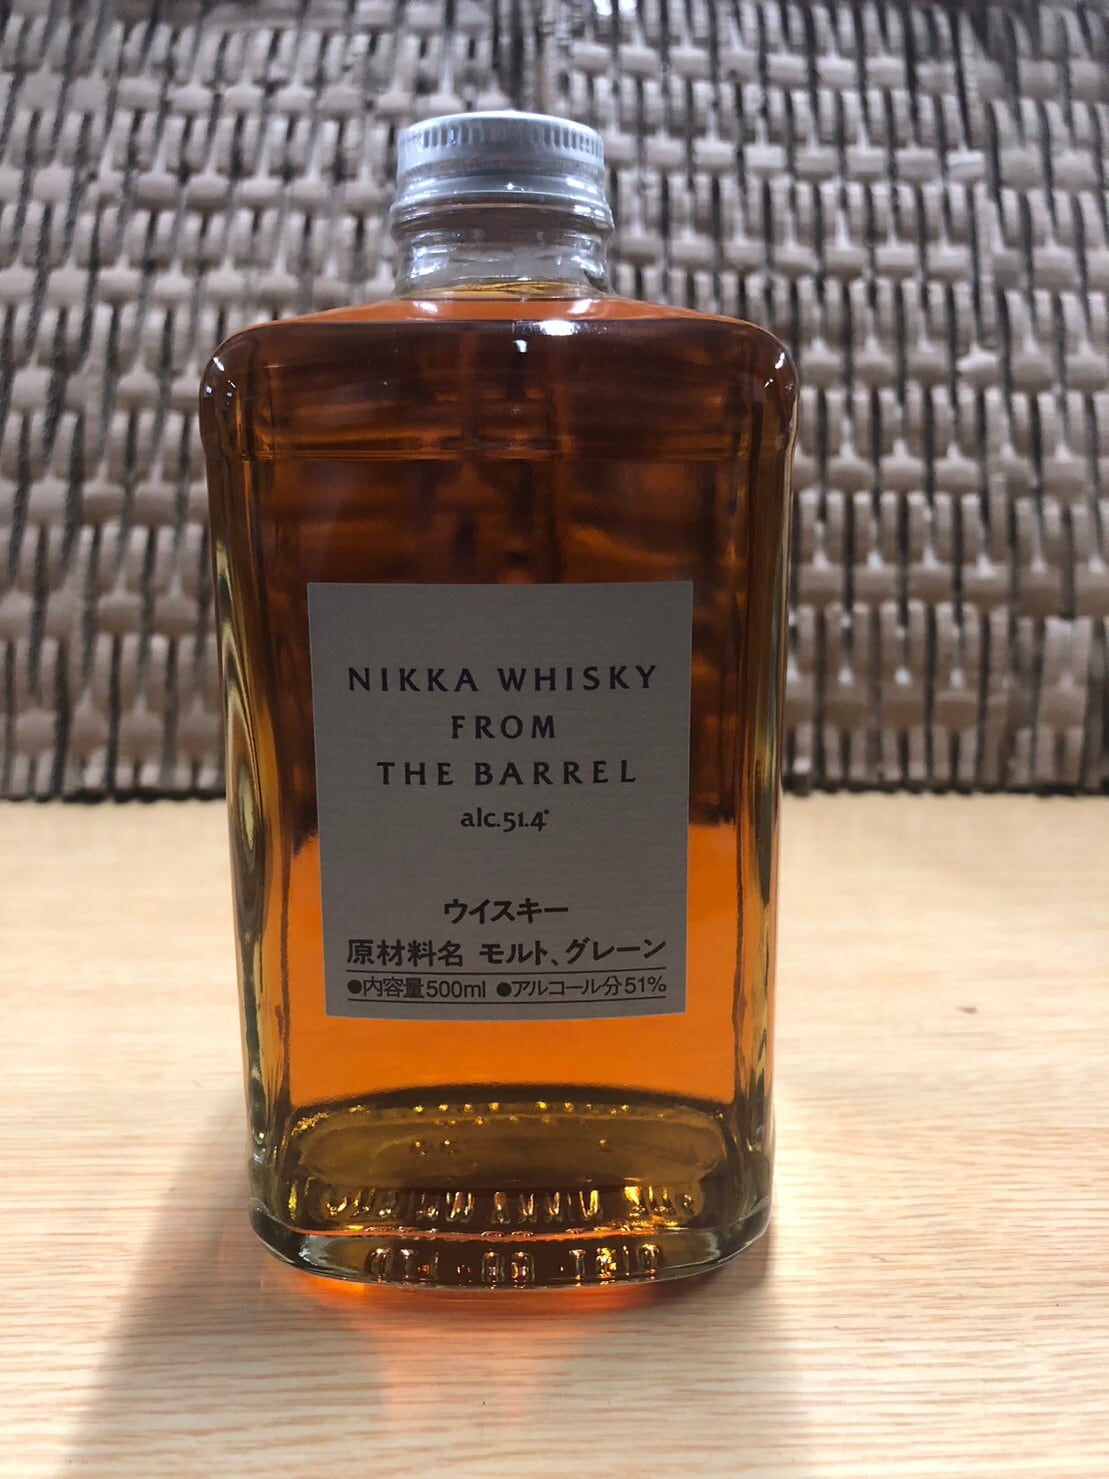 NIKKA WHISKY
FROM
THE BARREL
alc.51.4°
ウイスキー
原材料名 モルト、グレーン
●内容量500ml ●アルコール分51%